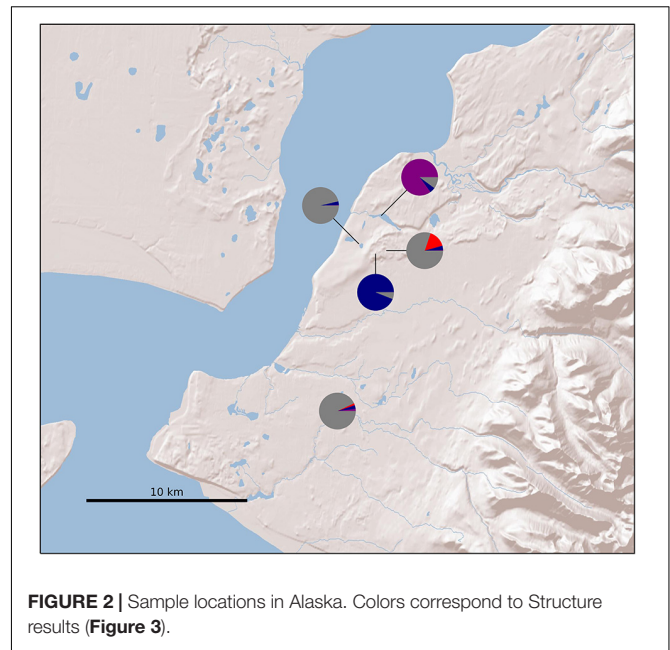 10 km
FIGURE 2 | Sample locations in Alaska. Colors correspond to Structure
results (Figure 3).